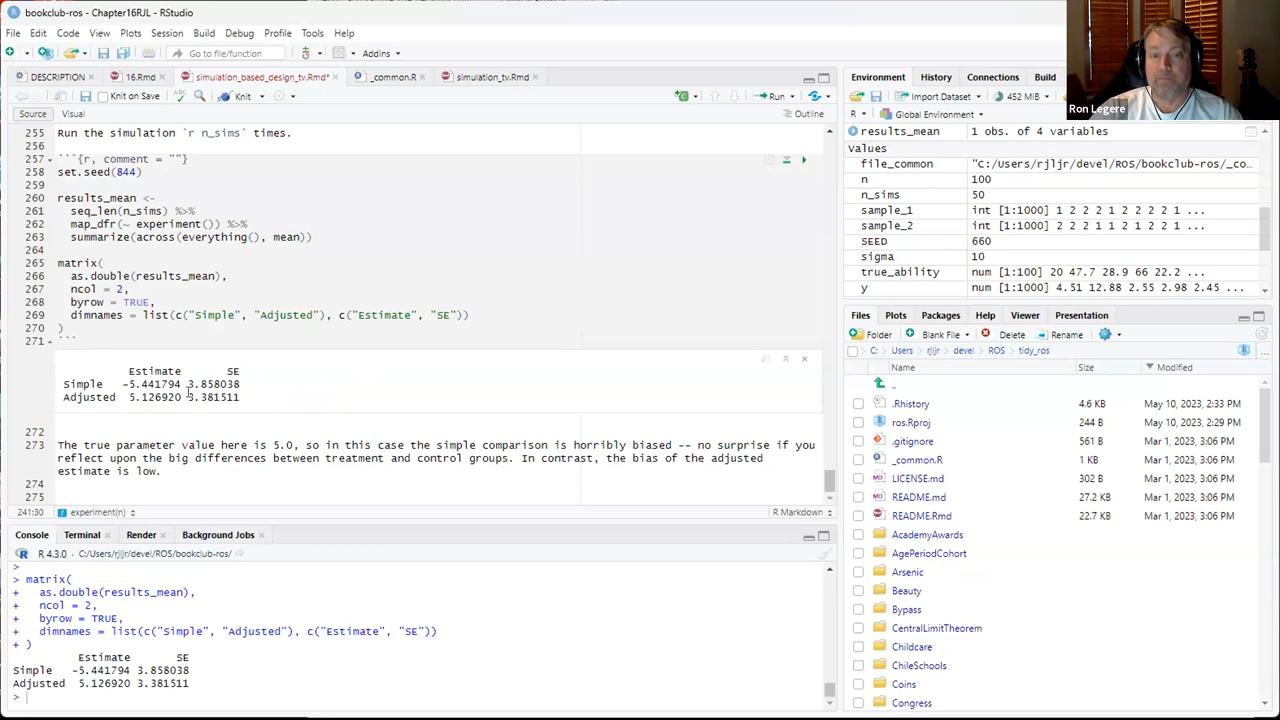 bookclub-ros - Chapter16RJL - RStudio
File Edit Code View Plots Session Build Debug Profile Tools Help
Go to file/function Addins
DESCRIPTION 16.Rmd simulation_based_design_tv.Rmd* _common.R simulation_tv.Rmd
Knit on Save Knit Run
Source Visual Outline
255 Run the simulation `r n_sims` times.
256
257 ```{r, comment = ""}
258 set.seed(844)
259
260 results_mean <-
261 seq_len(n_sims) %>%
262 map_dfr(~ experiment()) %>%
263 summarize(across(everything(), mean))
264
265 matrix(
266 as.double(results_mean),
267 ncol = 2,
268 byrow = TRUE,
269 dimnames = list(c("Simple", "Adjusted"), c("Estimate", "SE"))
270 )
271 ```
Estimate SE
Simple -5.441794 3.858038
Adjusted 5.126920 3.381511
272
273 The true parameter value here is 5.0, so in this case the simple comparison is horribly biased -- no surprise if you
reflect upon the big differences between treatment and control groups. In contrast, the bias of the adjusted
estimate is low.
274
275
241:30 experiment(n) R Markdown
Console Terminal Render Background Jobs
R 4.3.0 · C:/Users/rjljr/devel/ROS/bookclub-ros/
>
> matrix(
+ as.double(results_mean),
+ ncol = 2,
+ byrow = TRUE,
+ dimnames = list(c("Simple", "Adjusted"), c("Estimate", "SE"))
+ )
Estimate SE
Simple -5.441794 3.858038
Adjusted 5.126920 3.381511
>
Environment History Connections Build
Import Dataset 452 MiB
R Global Environment
results_mean 1 obs. of 4 variables
values
file_common "C:/Users/rjljr/devel/ROS/bookclub-ros/_co…
n 100
n_sims 50
sample_1 int [1:1000] 1 2 2 2 1 2 2 2 2 1 ...
sample_2 int [1:1000] 2 2 2 1 1 2 1 1 1 1 ...
SEED 660
sigma 10
true_ability num [1:100] 20 47.7 28.9 66 22.2 ...
y num [1:100] 4.51 12.88 2.55 2.98 2.45 ...
Files Plots Packages Help Viewer Presentation
Folder Blank File Delete Rename
C: Users rjljr devel ROS tidy_ros
Name Size Modified
..
.Rhistory 4.6 KB May 10, 2023, 2:33 PM
ros.Rproj 244 B May 10, 2023, 2:29 PM
.gitignore 561 B Mar 1, 2023, 3:06 PM
_common.R 1 KB Mar 1, 2023, 3:06 PM
LICENSE.md 302 B Mar 1, 2023, 3:06 PM
README.md 27.2 KB Mar 1, 2023, 3:06 PM
README.Rmd 22.7 KB Mar 1, 2023, 3:06 PM
AcademyAwards
AgePeriodCohort
Arsenic
Beauty
Bypass
CentralLimitTheorem
Childcare
ChileSchools
Coins
Congress
Ron Legere